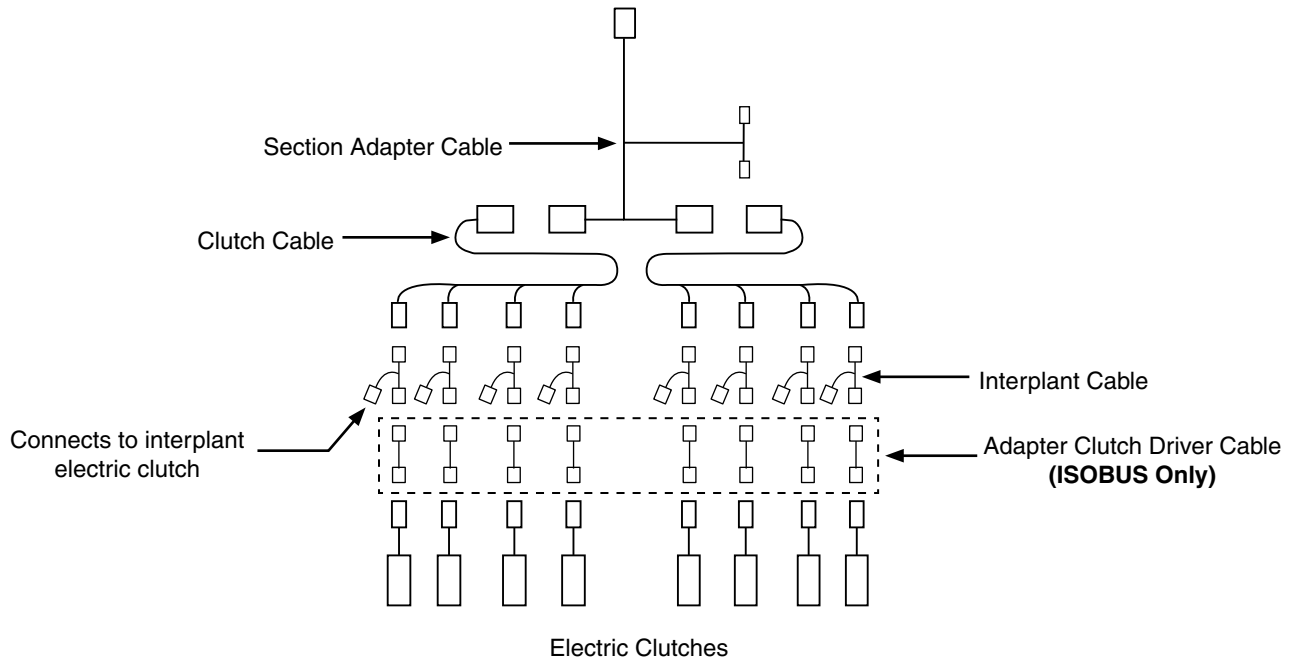 Section Adapter Cable
Clutch Cable
Interplant Cable
Connects to interplant
electric clutch
Adapter Clutch Driver Cable
(ISOBUS Only)
Electric Clutches